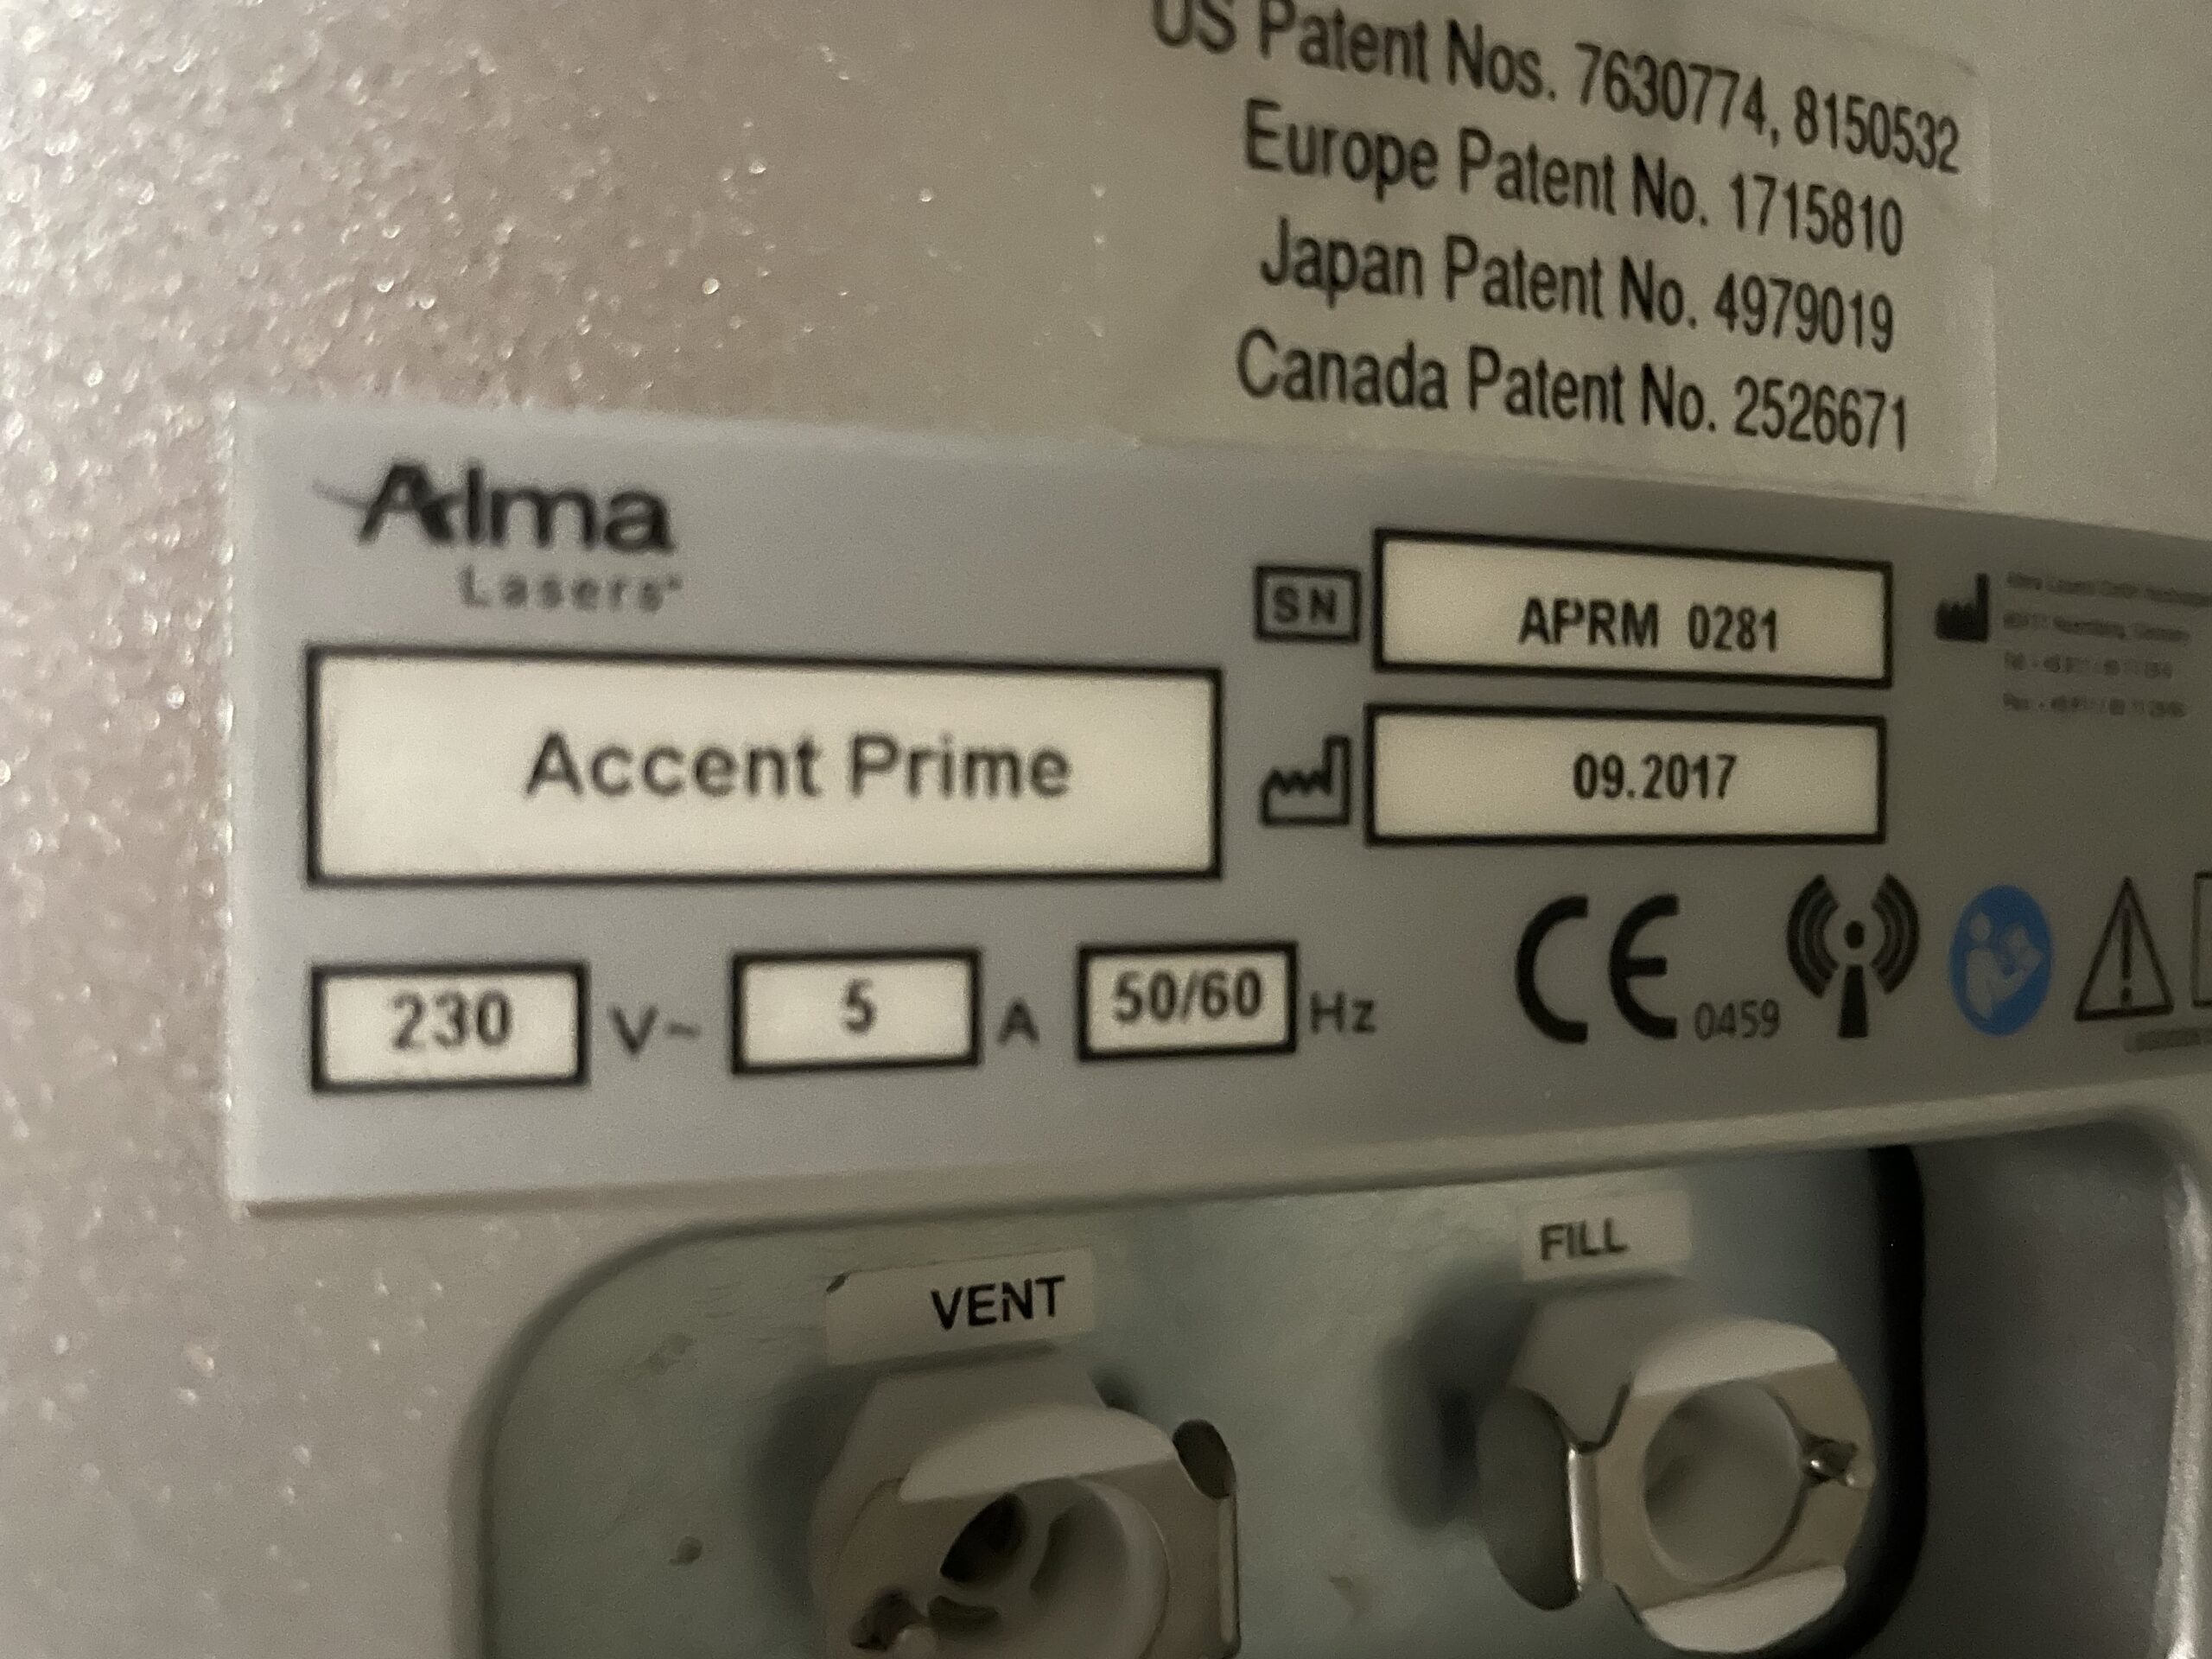 US Patent Nos. 7630774, 8150532
Europe Patent No. 1715810
Japan Patent No. 4979019
Canada Patent No. 2526671
Alma
Lasers
SN APRM 0281
Accent Prime
09.2017
230 V~ 5 A 50/60 Hz
CE 0459
VENT
FILL